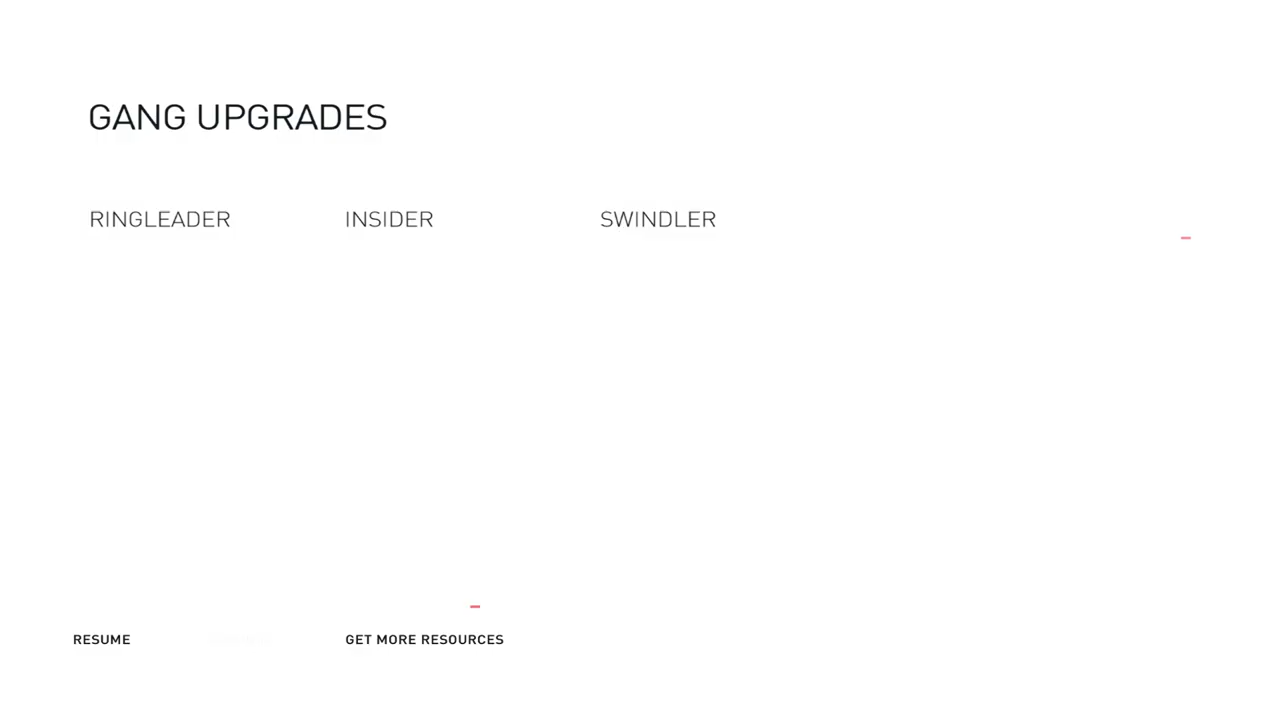 GANG UPGRADES
RINGLEADER INSIDER SWINDLER
RESUME GET MORE RESOURCES